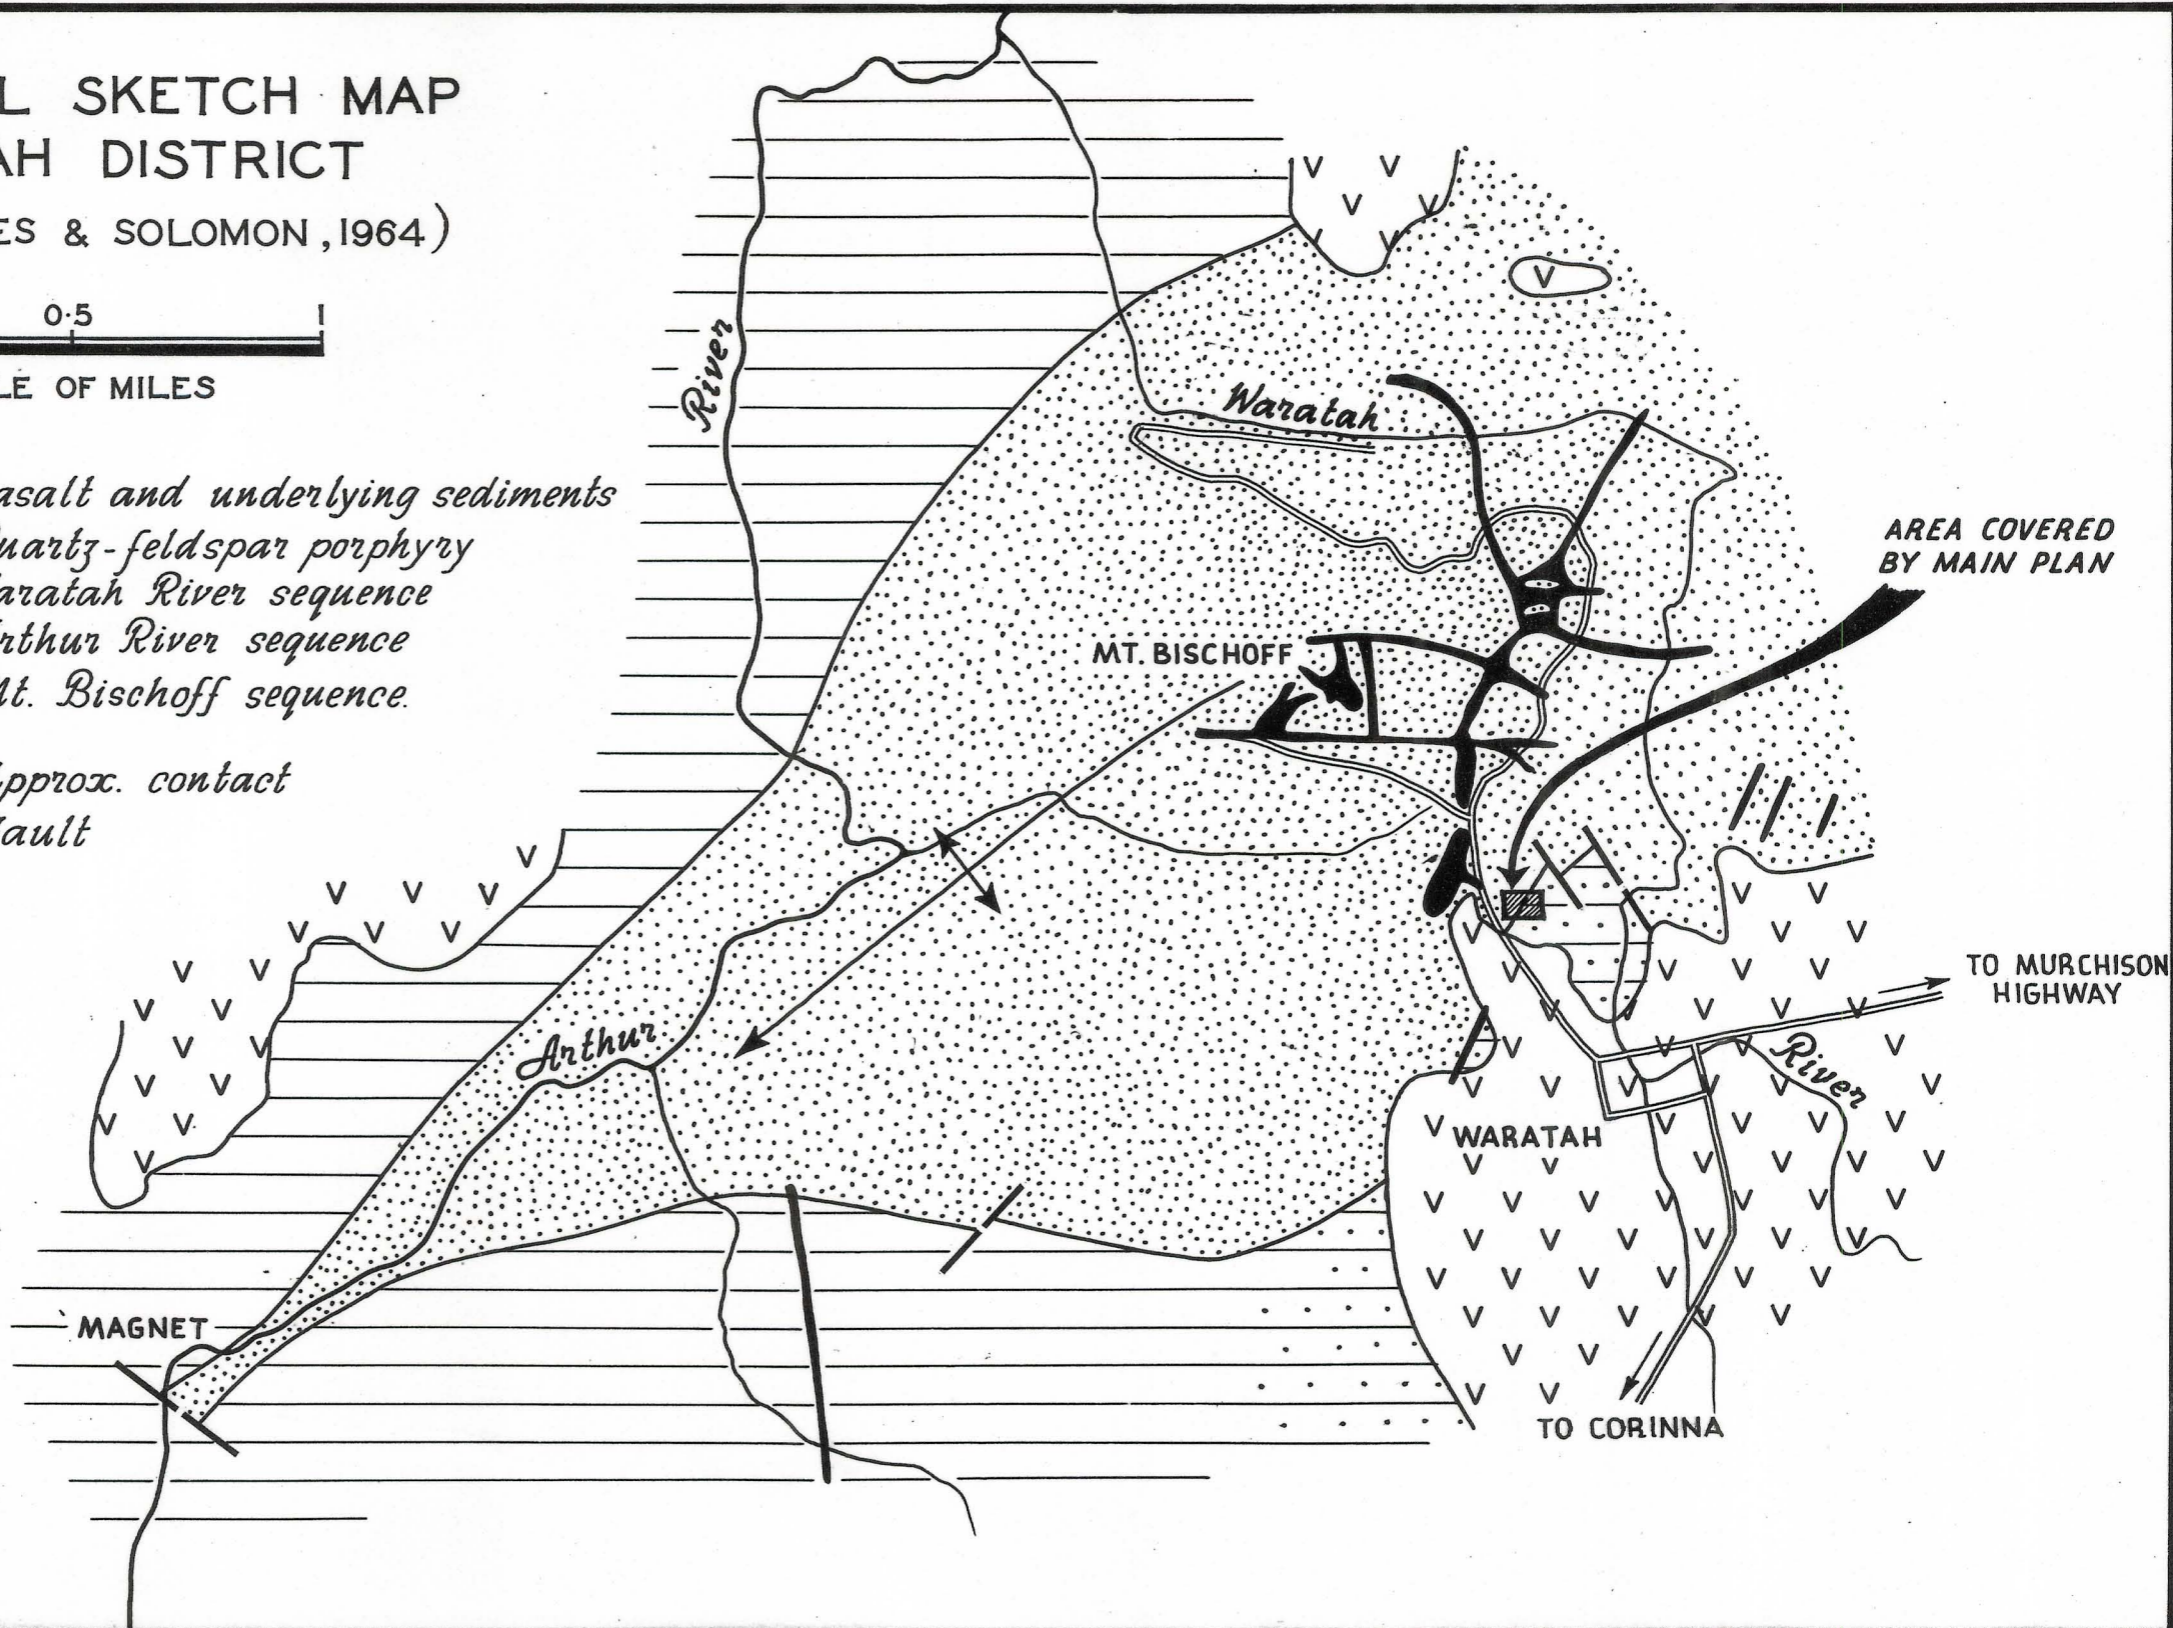 L SKETCH MAP
AH DISTRICT
ES & SOLOMON, 1964)
0·5 1
LE OF MILES
asalt and underlying sediments
uartz-feldspar porphyry
aratah River sequence
rthur River sequence
Mt. Bischoff sequence.
pprox. contact
ault
River
Waratah
MT. BISCHOFF
AREA COVERED
BY MAIN PLAN
Arthur
TO MURCHISON
HIGHWAY
River
WARATAH
MAGNET
TO CORINNA